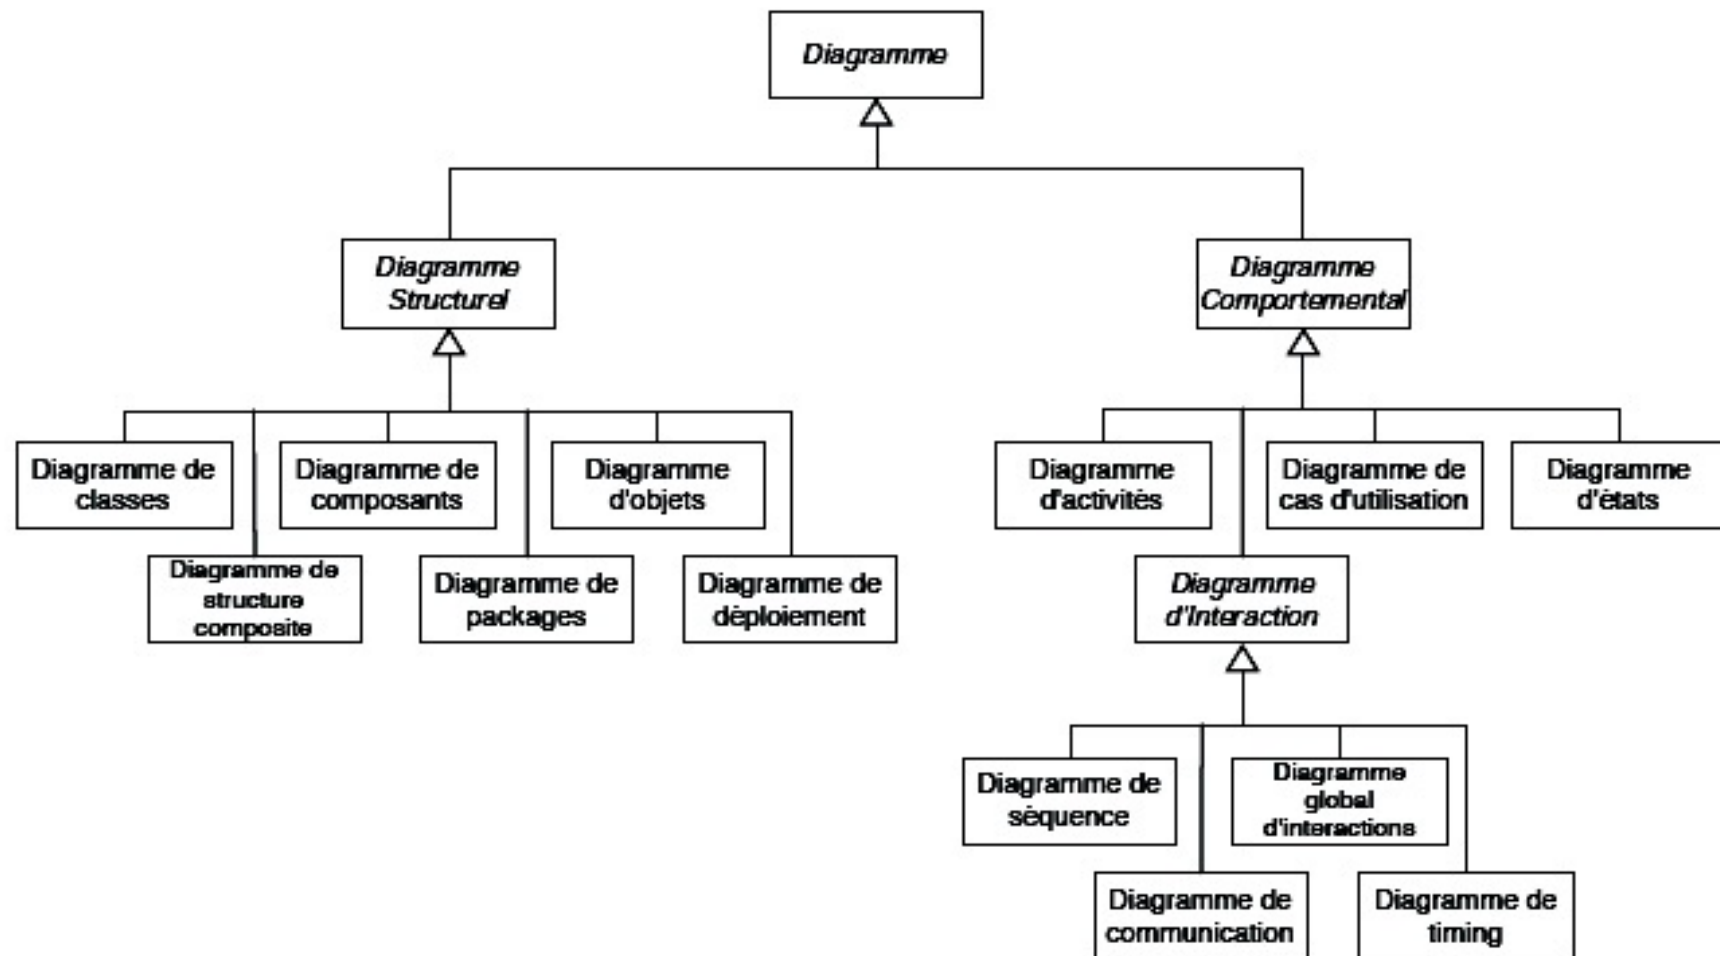 Diagramme
Diagramme
Structurel
Diagramme
Comportemental
Diagramme de
classes
Diagramme de
composants
Diagramme
d'objets
Diagramme
d'activités
Diagramme de
cas d'utilisation
Diagramme
d'états
Diagramme de
structure
composite
Diagramme de
packages
Diagramme de
déploiement
Diagramme
d'Interaction
Diagramme de
séquence
Diagramme
global
d'interactions
Diagramme de
communication
Diagramme de
timing